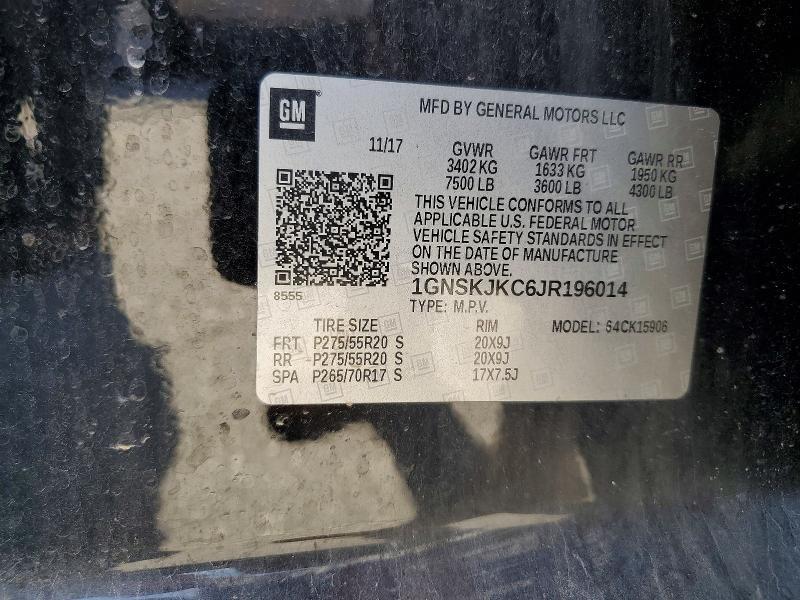 GM
MFD BY GENERAL MOTORS LLC
11/17 GVWR GAWR FRT GAWR RR
3402 KG 1633 KG 1950 KG
7500 LB 3600 LB 4300 LB
THIS VEHICLE CONFORMS TO ALL
APPLICABLE U.S. FEDERAL MOTOR
VEHICLE SAFETY STANDARDS IN EFFECT
ON THE DATE OF MANUFACTURE
SHOWN ABOVE.
8555
1GNSKJKC6JR196014
TYPE: M.P.V.
TIRE SIZE RIM MODEL: S4CK15906
FRT P275/55R20 S 20X9J
RR P275/55R20 S 20X9J
SPA P265/70R17 S 17X7.5J